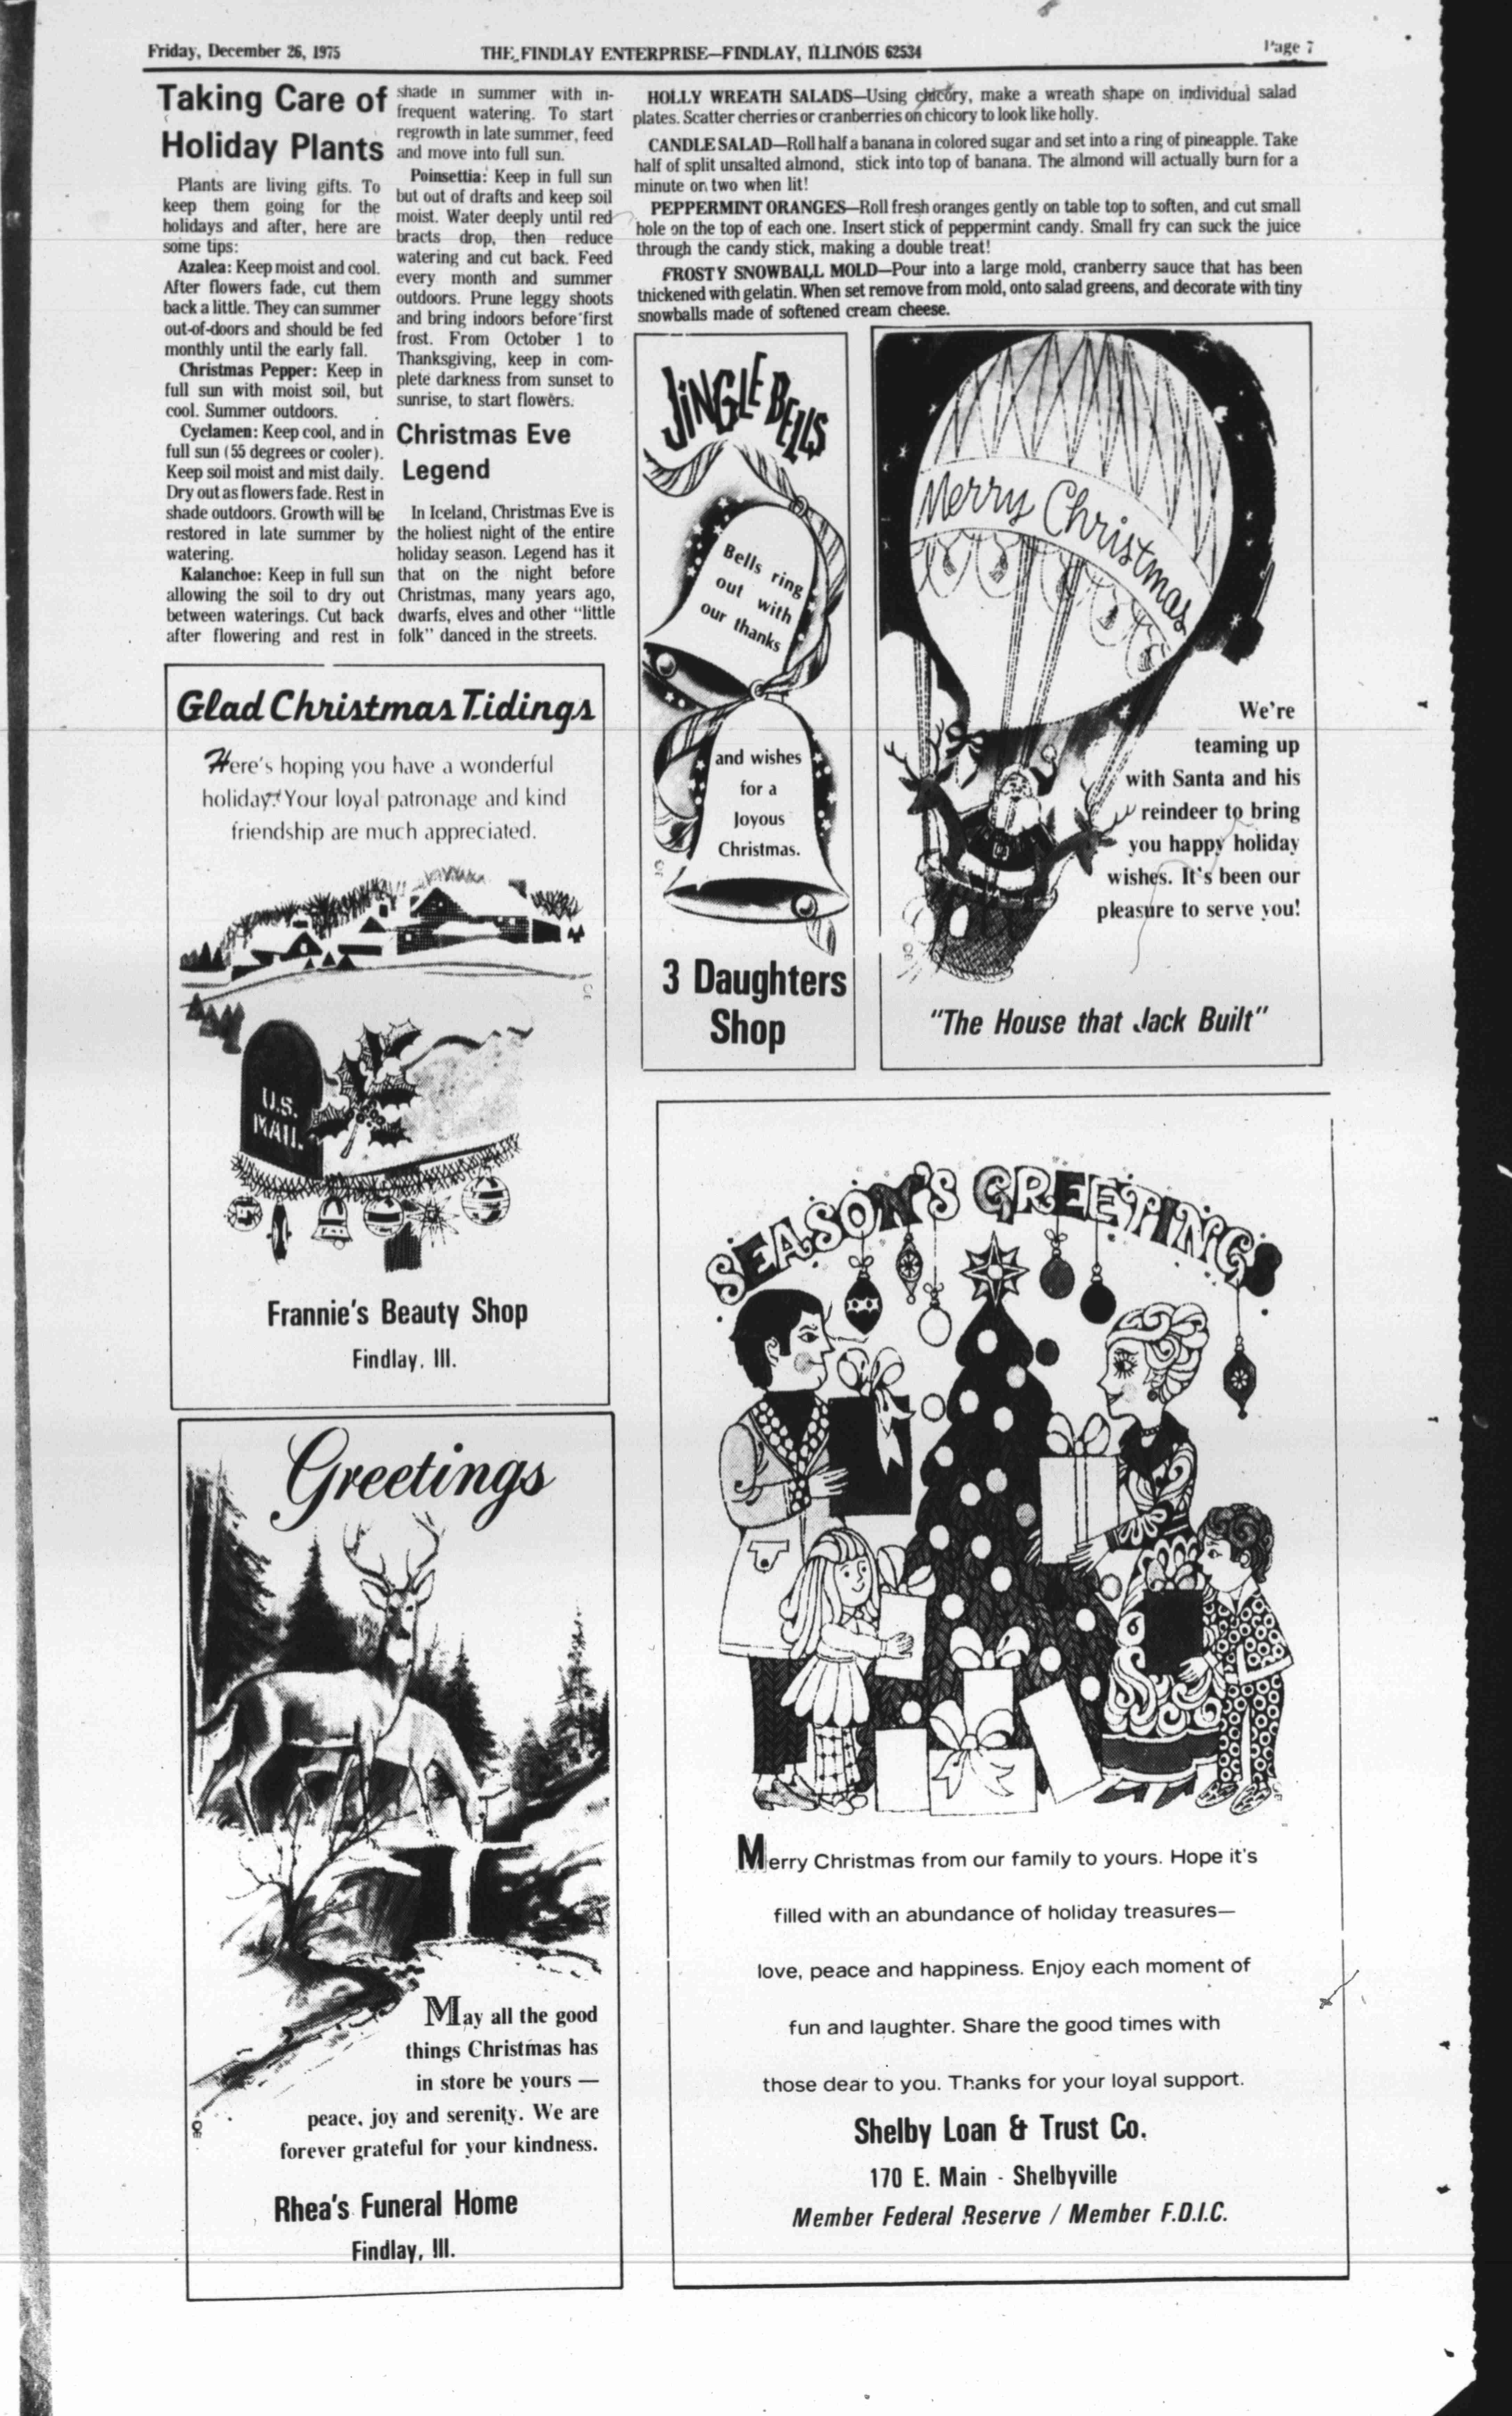 Friday, December 26, 1975
THE FINDLAY ENTERPRISE—FINDLAY, ILLINOIS 62534
Page 7
Taking Care of
Holiday Plants
Plants are living gifts. To
keep them going for the
holidays and after, here are
some tips:
Azalea: Keep moist and cool.
After flowers fade, cut them
back a little. They can summer
out-of-doors and should be fed
monthly until the early fall.
Christmas Pepper: Keep in
full sun with moist soil, but
cool. Summer outdoors.
Cyclamen: Keep cool, and in
full sun (55 degrees or cooler).
Keep soil moist and mist daily.
Dry out as flowers fade. Rest in
shade outdoors. Growth will be
restored in late summer by
watering.
Kalanchoe: Keep in full sun
allowing the soil to dry out
between waterings. Cut back
after flowering and rest in
shade in summer with in-
frequent watering. To start
regrowth in late summer, feed
and move into full sun.
Poinsettia: Keep in full sun
but out of drafts and keep soil
moist. Water deeply until red
bracts drop, then reduce
watering and cut back. Feed
every month and summer
outdoors. Prune leggy shoots
and bring indoors before first
frost. From October 1 to
Thanksgiving, keep in com-
plete darkness from sunset to
sunrise, to start flowers.
Christmas Eve
Legend
In Iceland, Christmas Eve is
the holiest night of the entire
holiday season. Legend has it
that on the night before
Christmas, many years ago,
dwarfs, elves and other "little
folk" danced in the streets.
HOLLY WREATH SALADS—Using chicory, make a wreath shape on individual salad
plates. Scatter cherries or cranberries on chicory to look like holly.
CANDLE SALAD—Roll half a banana in colored sugar and set into a ring of pineapple. Take
half of split unsalted almond, stick into top of banana. The almond will actually burn for a
minute or two when lit!
PEPPERMINT ORANGES—Roll fresh oranges gently on table top to soften, and cut small
hole on the top of each one. Insert stick of peppermint candy. Small fry can suck the juice
through the candy stick, making a double treat!
FROSTY SNOWBALL MOLD—Pour into a large mold, cranberry sauce that has been
thickened with gelatin. When set remove from mold, onto salad greens, and decorate with tiny
snowballs made of softened cream cheese.
JINGLE BELLS
Bells ring
out with
our thanks
and wishes
for a
Joyous
Christmas.
3 Daughters
Shop
Merry Christmas
We're
teaming up
with Santa and his
reindeer to bring
you happy holiday
wishes. It's been our
pleasure to serve you!
"The House that Jack Built"
Glad Christmas Tidings
Here's hoping you have a wonderful
holiday. Your loyal patronage and kind
friendship are much appreciated.
U.S.
MAIL
Frannie's Beauty Shop
Findlay, Ill.
Greetings
May all the good
things Christmas has
in store be yours —
peace, joy and serenity. We are
forever grateful for your kindness.
Rhea's Funeral Home
Findlay, Ill.
SEASON'S GREETINGS
Merry Christmas from our family to yours. Hope it's
filled with an abundance of holiday treasures—
love, peace and happiness. Enjoy each moment of
fun and laughter. Share the good times with
those dear to you. Thanks for your loyal support.
Shelby Loan & Trust Co.
170 E. Main - Shelbyville
Member Federal Reserve / Member F.D.I.C.